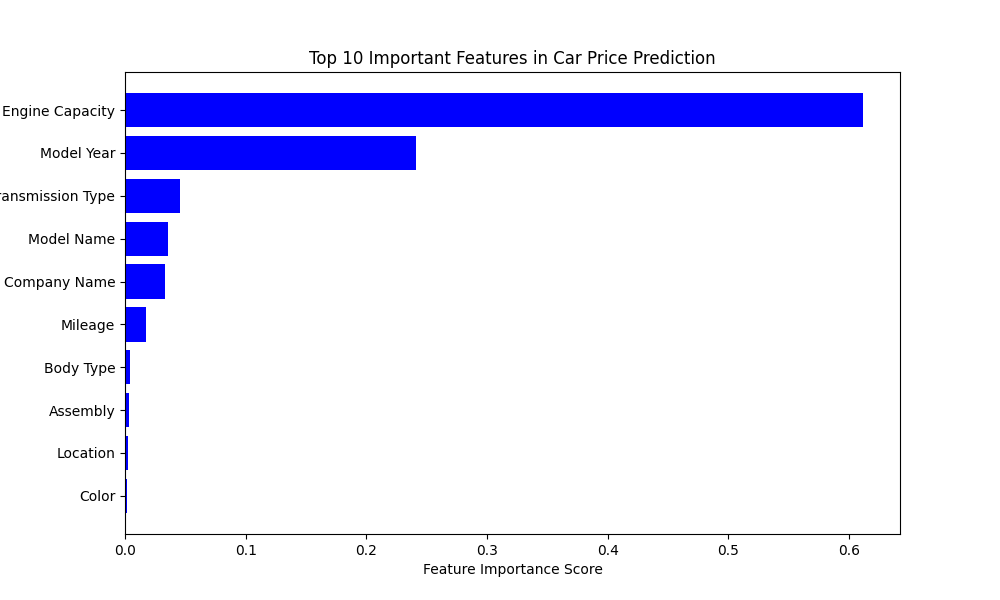 Top 10 Important Features in Car Price Prediction
Engine Capacity
Model Year
ransmission Type
Model Name
Company Name
Mileage
Body Type
Assembly
Location
Color
0.0 0.1 0.2 0.3 0.4 0.5 0.6
Feature Importance Score